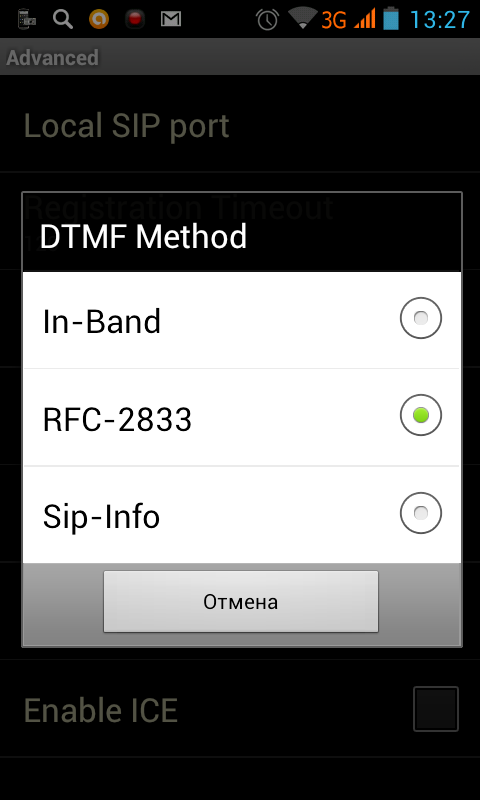 3G 13:27
Advanced
Local SIP port
Registration Timeout
DTMF Method
In-Band
RFC-2833
Sip-Info
Отмена
Enable ICE